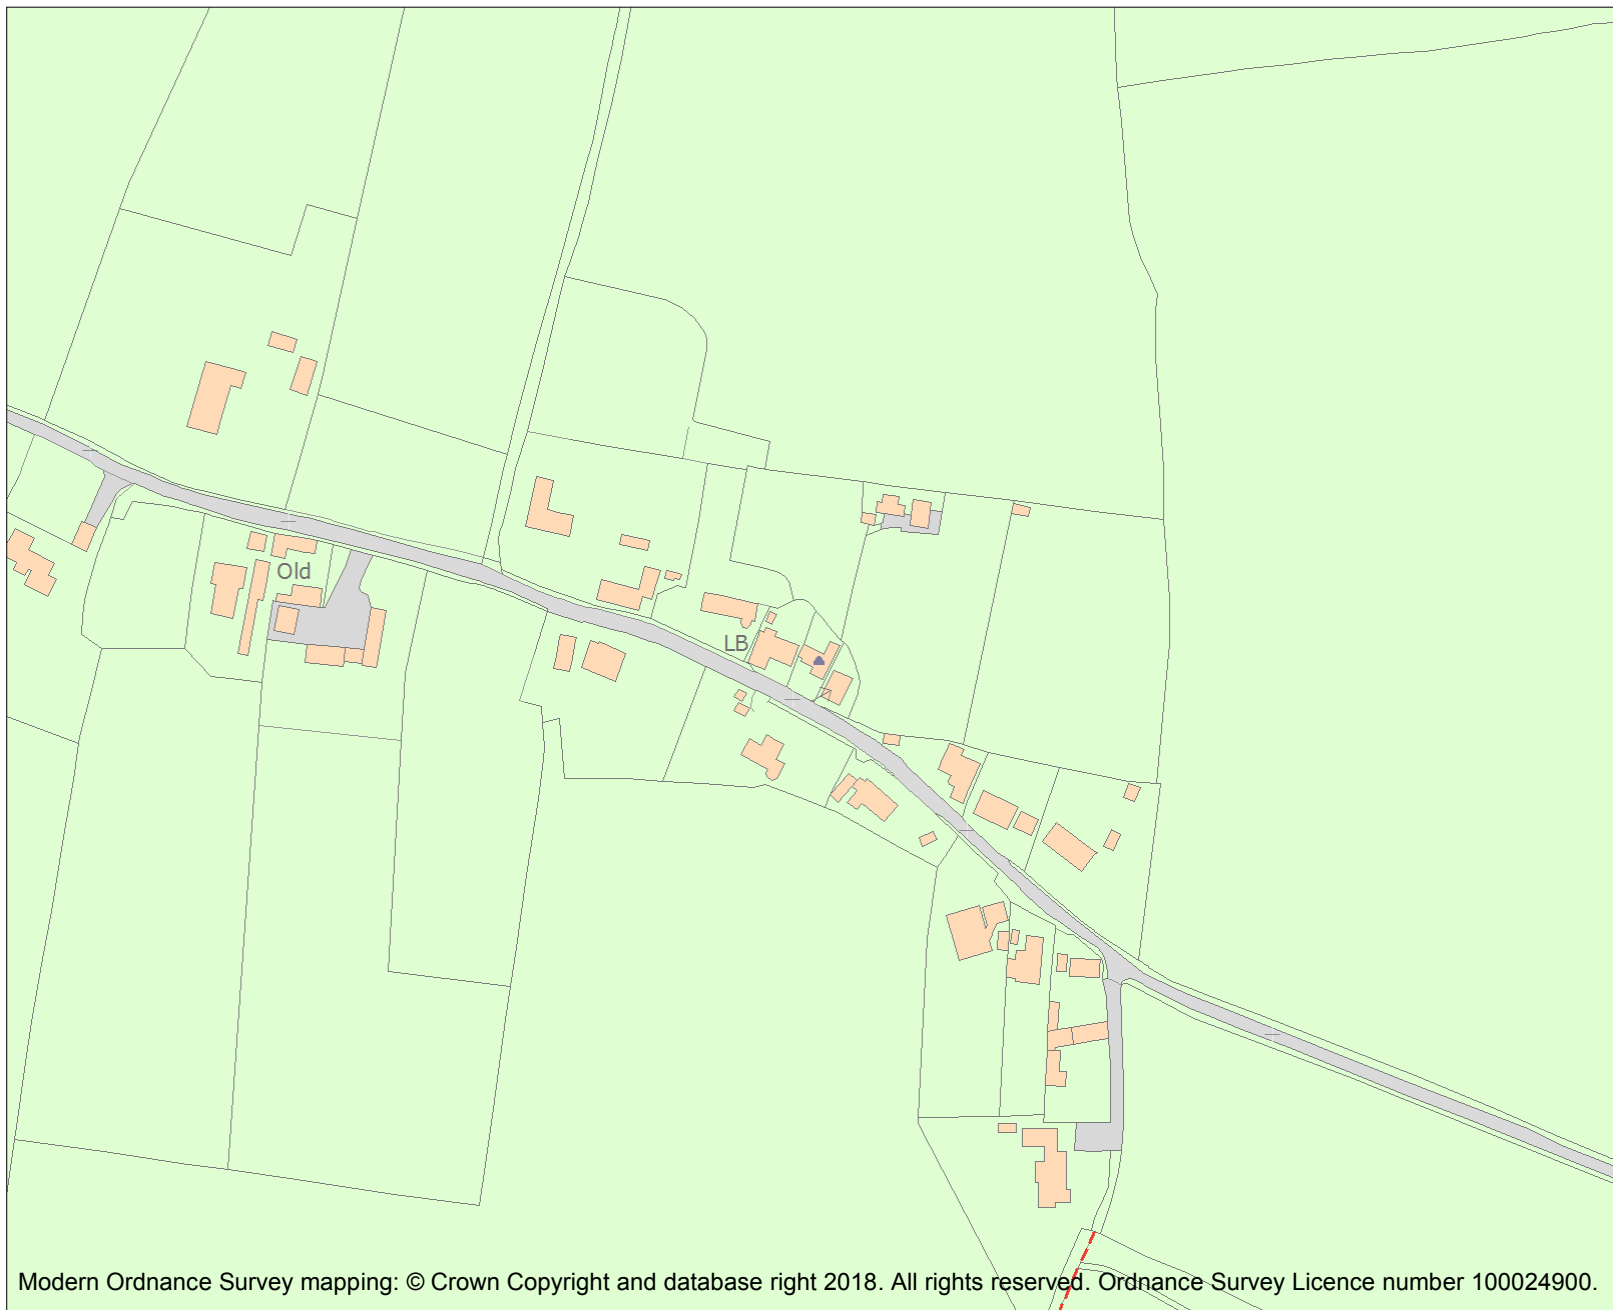 Old
LB
Modern Ordnance Survey mapping: © Crown Copyright and database right 2018. All rights reserved. Ordnance Survey Licence number 100024900.